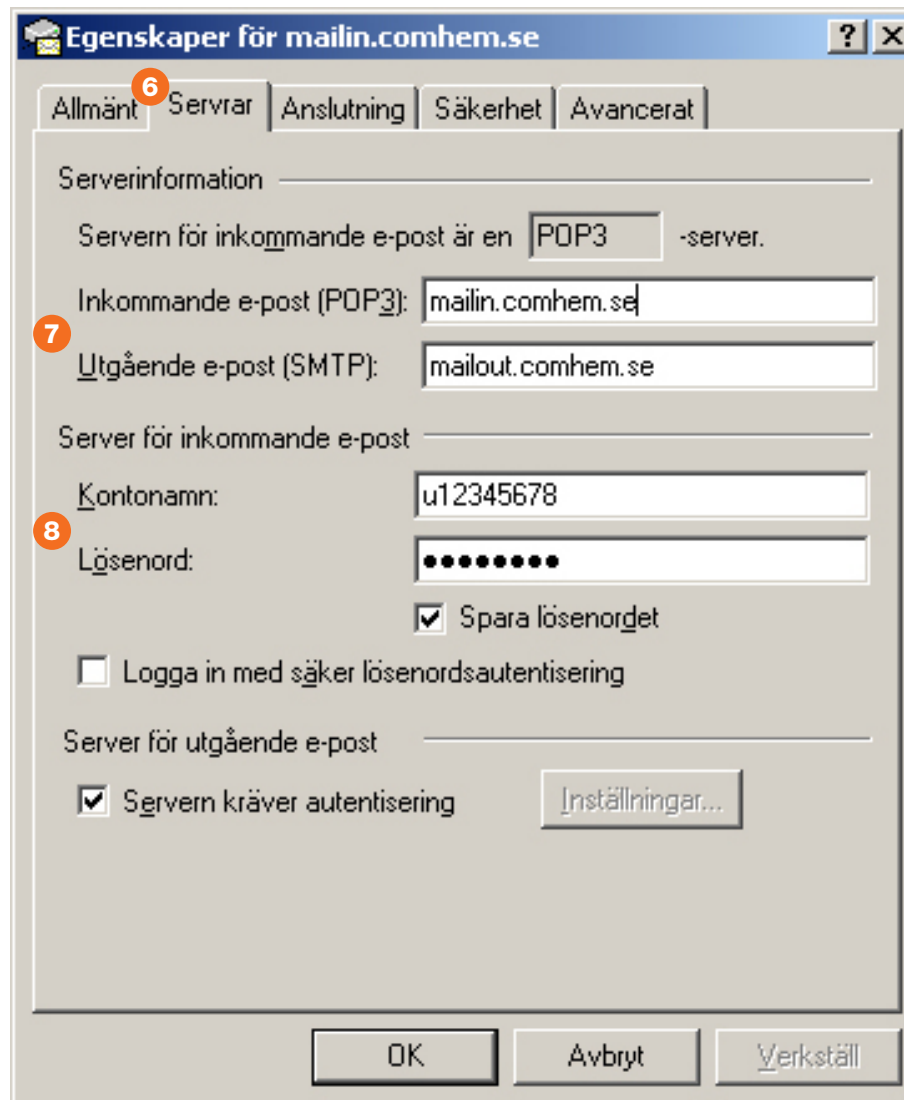 Egenskaper för mailin.comhem.se
6
Allmänt Servrar Anslutning Säkerhet Avancerat
Serverinformation
Servern för inkommande e-post är en POP3 -server.
Inkommande e-post (POP3): mailin.comhem.se
7
Utgående e-post (SMTP): mailout.comhem.se
Server för inkommande e-post
Kontonamn: u12345678
8
Lösenord: ●●●●●●●●
Spara lösenordet
Logga in med säker lösenordsautentisering
Server för utgående e-post
Servern kräver autentisering Inställningar...
OK Avbryt Verkställ